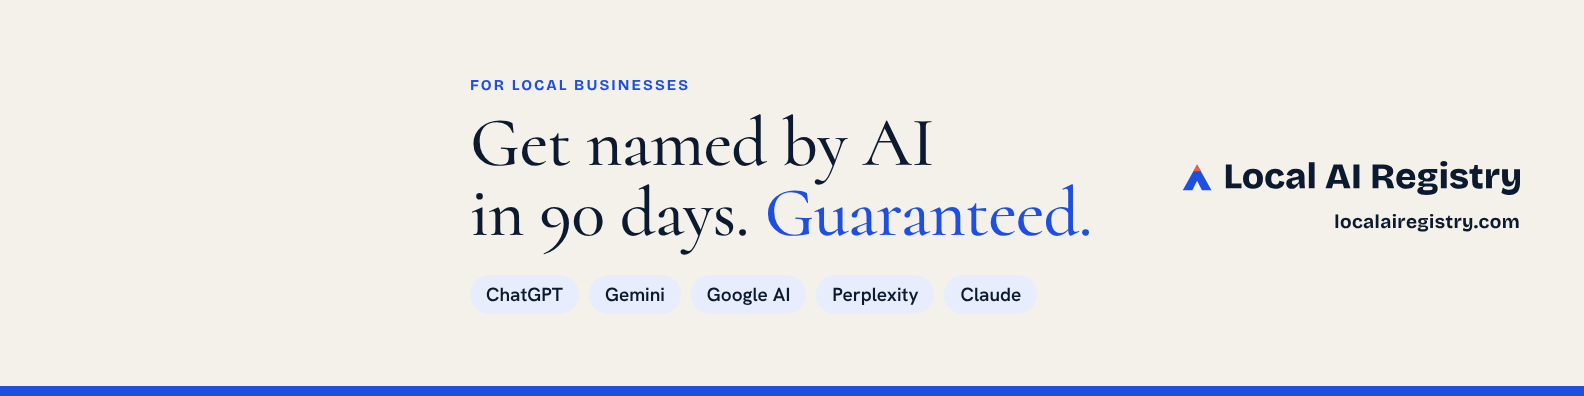 FOR LOCAL BUSINESSES
Get named by AI
in 90 days. Guaranteed.
ChatGPT Gemini Google AI Perplexity Claude
Local AI Registry
localairegistry.com